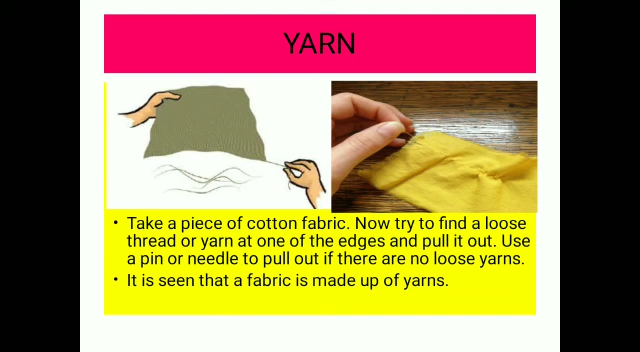 YARN
• Take a piece of cotton fabric. Now try to find a loose
thread or yarn at one of the edges and pull it out. Use
a pin or needle to pull out if there are no loose yarns.
• It is seen that a fabric is made up of yarns.